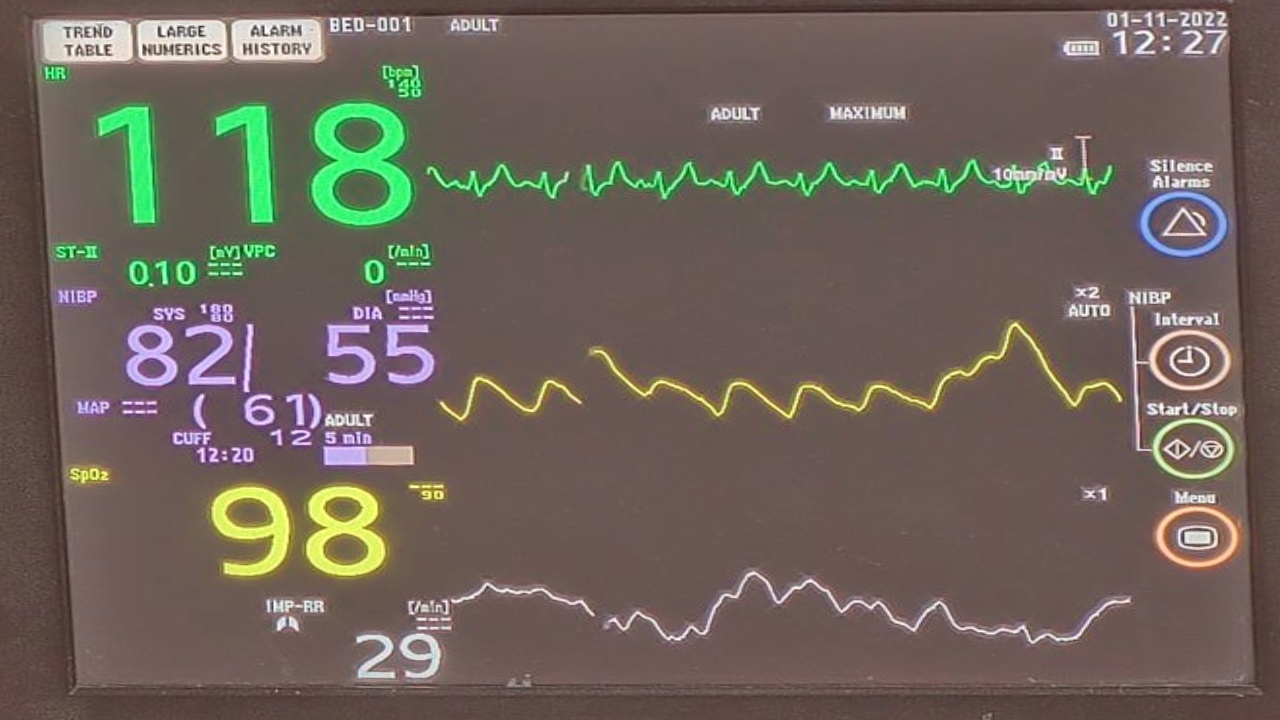 TREND TABLE
LARGE NUMERICS
ALARM HISTORY
BED-001 ADULT
01-11-2022
12:27
HR [bpm]
140
50
118
ADULT MAXIMUM
II
10mm/mV
Silence Alarms
ST-II 0.10 [mV]
VPC 0 [/min]
NIBP [mmHg]
SYS 180
80
DIA
82/ 55
MAP ( 61)
CUFF 12
12:20
ADULT
5 min
×2
AUTO
NIBP
Interval
Start/Stop
SpO2
90
98
×1
Menu
IMP-RR [/min]
29